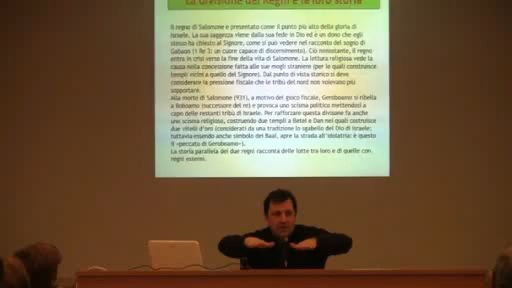 La divisione dei Regni e la loro storia
Il regno di Salomone è presentato come il punto più alto della gloria di
Israele. La sua saggezza viene dalla sua fede in Dio ed è un dono che egli
stesso ha chiesto al Signore, come si può vedere nel racconto del sogno di
Gabaon (1 Re 3: un cuore capace di discernimento). Ciò nonostante, il regno
entra in crisi verso la fine della vita di Salomone. La lettura religiosa vede la
causa nella concessione fatta alle sue mogli straniere (per le quali construisce
templi vicini a quello del Signore). Dal punto di vista storico si deve
considerare la pressione fiscale che le tribù del nord non volevano più
sopportare.
Alla morte di Salomone (931), a motivo del gioco fiscale, Geroboamo si ribella
a Roboamo (successore del re) e provoca uno scisma politico mettendosi a
capo delle restanti tribù di Israele. Per rafforzare questa divisione fa anche
uno scisma religioso, costruendo due templi a Betel e Dan nei quali costruisce
due vitelli d'oro (considerati da una tradizione lo sgabello del Dio di Israele;
tuttavia essendo anche simbolo dei Baal, apre la strada all'idolatria: è questo
il «peccato di Geroboamo»).
La storia parallela dei due regni racconta delle lotte tra loro e di quelle con
regni esterni.